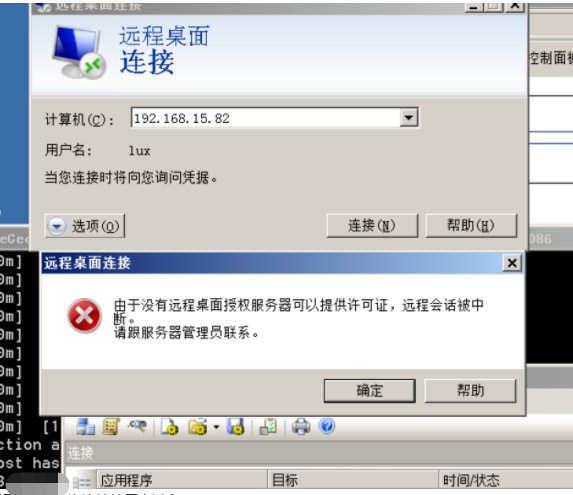 远程桌面连接
远程桌面
连接
控制面
计算机(C):
192.168.15.82
用户名:
lux
当您连接时将向您询问凭据。
选项(O)
连接(N)
帮助(H)
086
远程桌面连接
由于没有远程桌面授权服务器可以提供许可证，远程会话被中
断。
请跟服务器管理员联系。
确定
帮助
0m]
0m]
0m]
0m]
0m]
0m]
0m]
0m]
0m]
0m] [1
ction a
ost has
连接
应用程序
目标
时间/状态